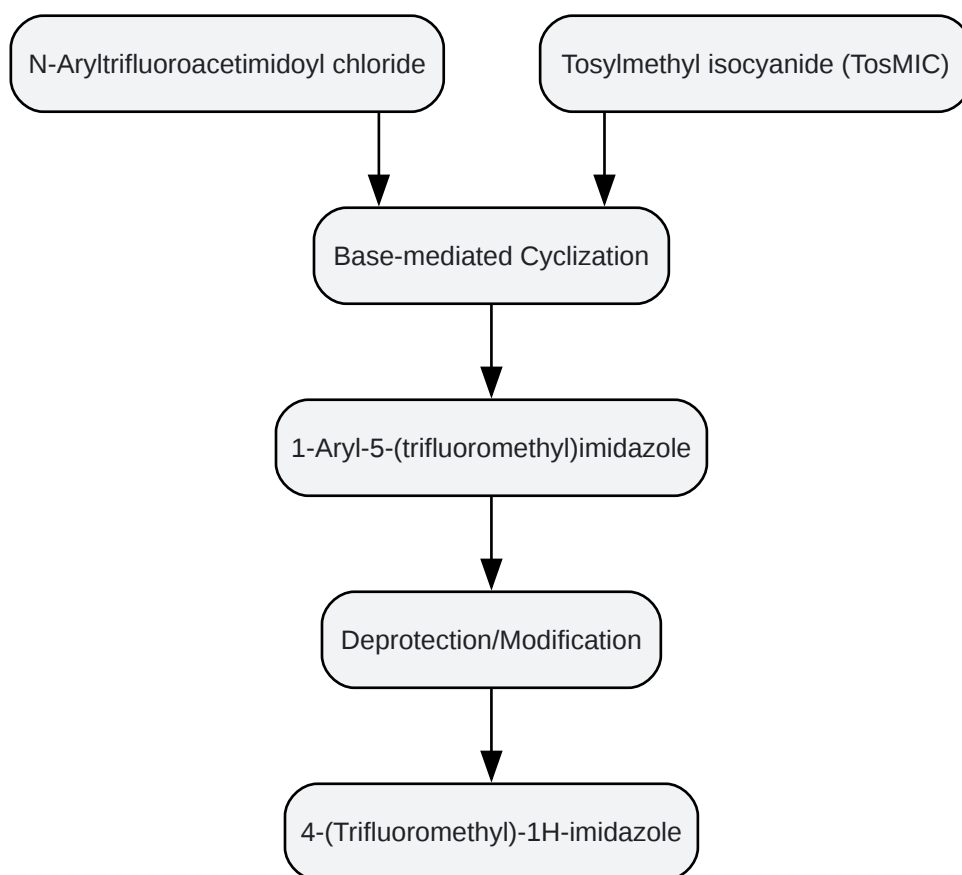 N-Aryltrifluoroacetimidoyl chloride
Tosylmethyl isocyanide (TosMIC)
Base-mediated Cyclization
1-Aryl-5-(trifluoromethyl)imidazole
Deprotection/Modification
4-(Trifluoromethyl)-1H-imidazole